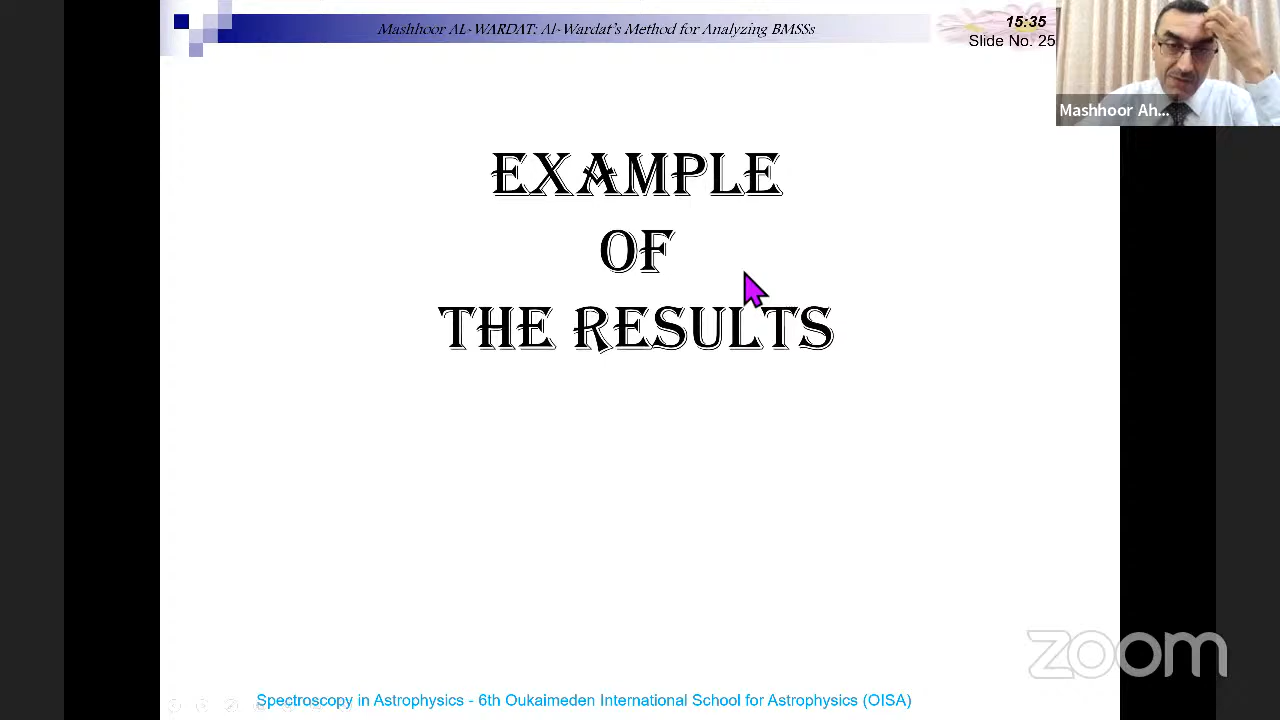 Mashhoor AL-WARDAT: Al-Wardat's Method for Analyzing BMSSs
15:35
Slide No. 25
Mashhoor Ah...
EXAMPLE
OF
THE RESULTS
zoom
Spectroscopy in Astrophysics - 6th Oukaimeden International School for Astrophysics (OISA)